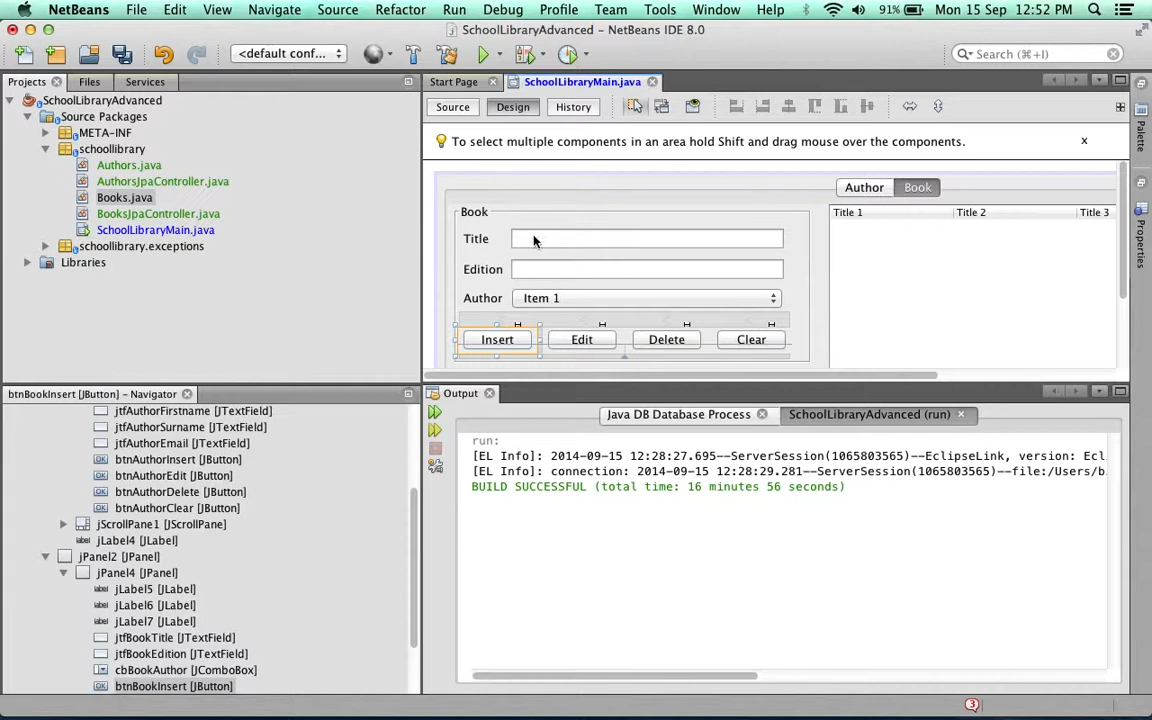 NetBeans File Edit View Navigate Source Refactor Run Debug Profile Team Tools Window Help 91% Mon 15 Sep 12:52 PM
SchoolLibraryAdvanced - NetBeans IDE 8.0
<default conf... Search (⌘+I)
Projects Files Services
SchoolLibraryAdvanced
Source Packages
META-INF
schoollibrary
Authors.java
AuthorsJpaController.java
Books.java
BooksJpaController.java
SchoolLibraryMain.java
schoollibrary.exceptions
Libraries
Start Page SchoolLibraryMain.java
Source Design History
To select multiple components in an area hold Shift and drag mouse over the components. x
Author Book
Book
Title
Edition
Author Item 1
Insert Edit Delete Clear
Title 1 Title 2 Title 3
Palette
Properties
btnBookInsert [JButton] - Navigator
jtfAuthorFirstname [JTextField]
jtfAuthorSurname [JTextField]
jtfAuthorEmail [JTextField]
btnAuthorInsert [JButton]
btnAuthorEdit [JButton]
btnAuthorDelete [JButton]
btnAuthorClear [JButton]
jScrollPane1 [JScrollPane]
jLabel4 [JLabel]
jPanel2 [JPanel]
jPanel4 [JPanel]
jLabel5 [JLabel]
jLabel6 [JLabel]
jLabel7 [JLabel]
jtfBookTitle [JTextField]
jtfBookEdition [JTextField]
cbBookAuthor [JComboBox]
btnBookInsert [JButton]
Output
Java DB Database Process SchoolLibraryAdvanced (run)
run:
[EL Info]: 2014-09-15 12:28:27.695--ServerSession(1065803565)--EclipseLink, version: Ecl
[EL Info]: connection: 2014-09-15 12:28:29.281--ServerSession(1065803565)--file:/Users/b
BUILD SUCCESSFUL (total time: 16 minutes 56 seconds)
3